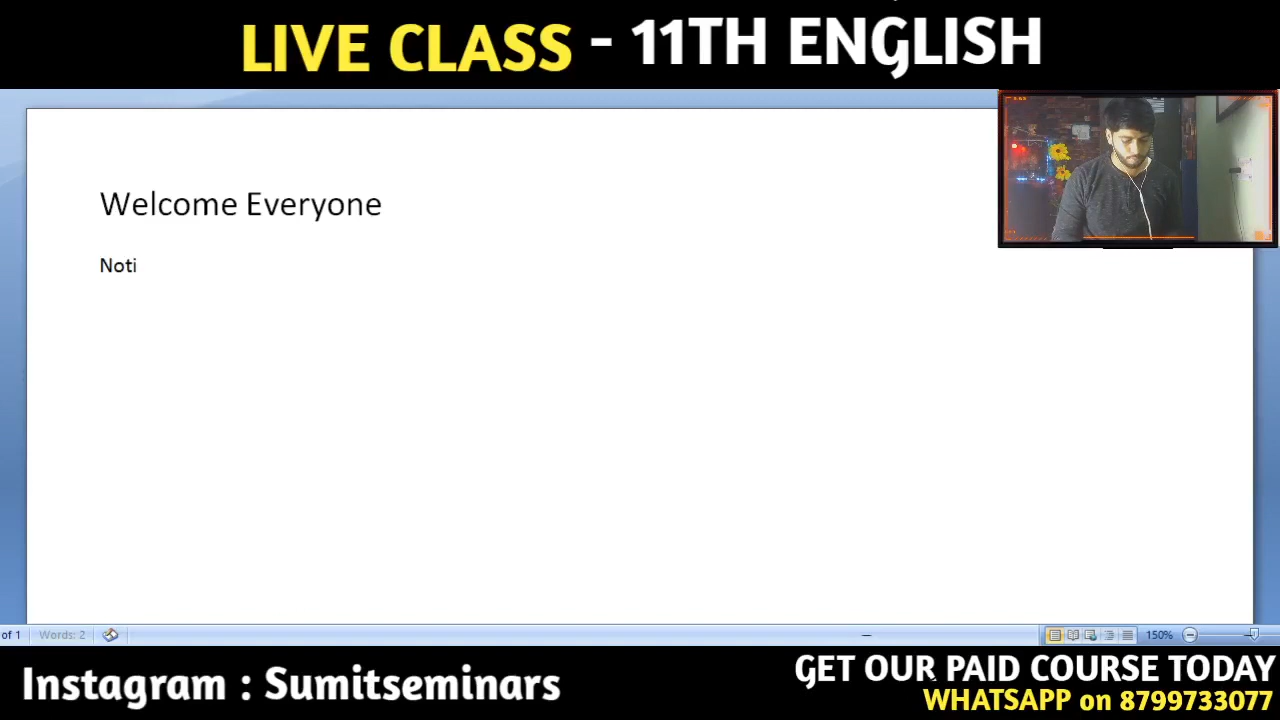 LIVE CLASS - 11TH ENGLISH
Welcome Everyone
Noti
of 1 Words: 2 150%
Instagram : Sumitseminars
GET OUR PAID COURSE TODAY
WHATSAPP on 8799733077